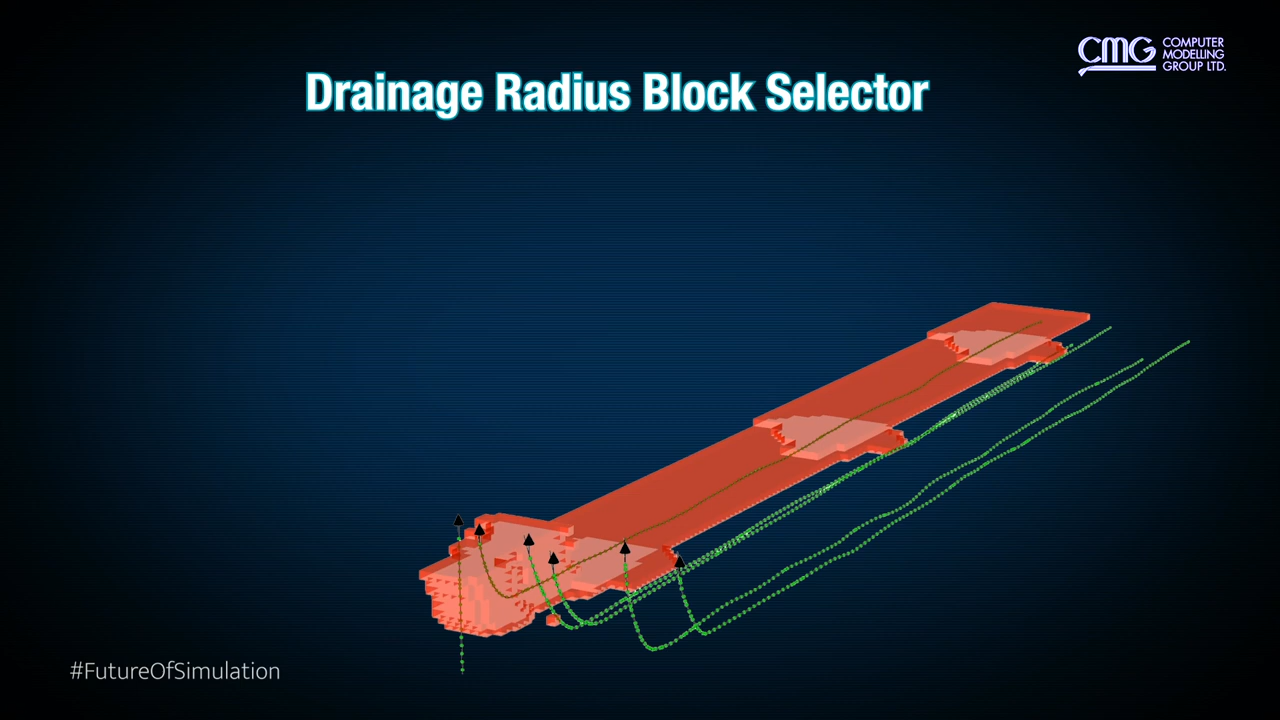 CMG COMPUTER
MODELLING
GROUP LTD.
Drainage Radius Block Selector
#FutureOfSimulation